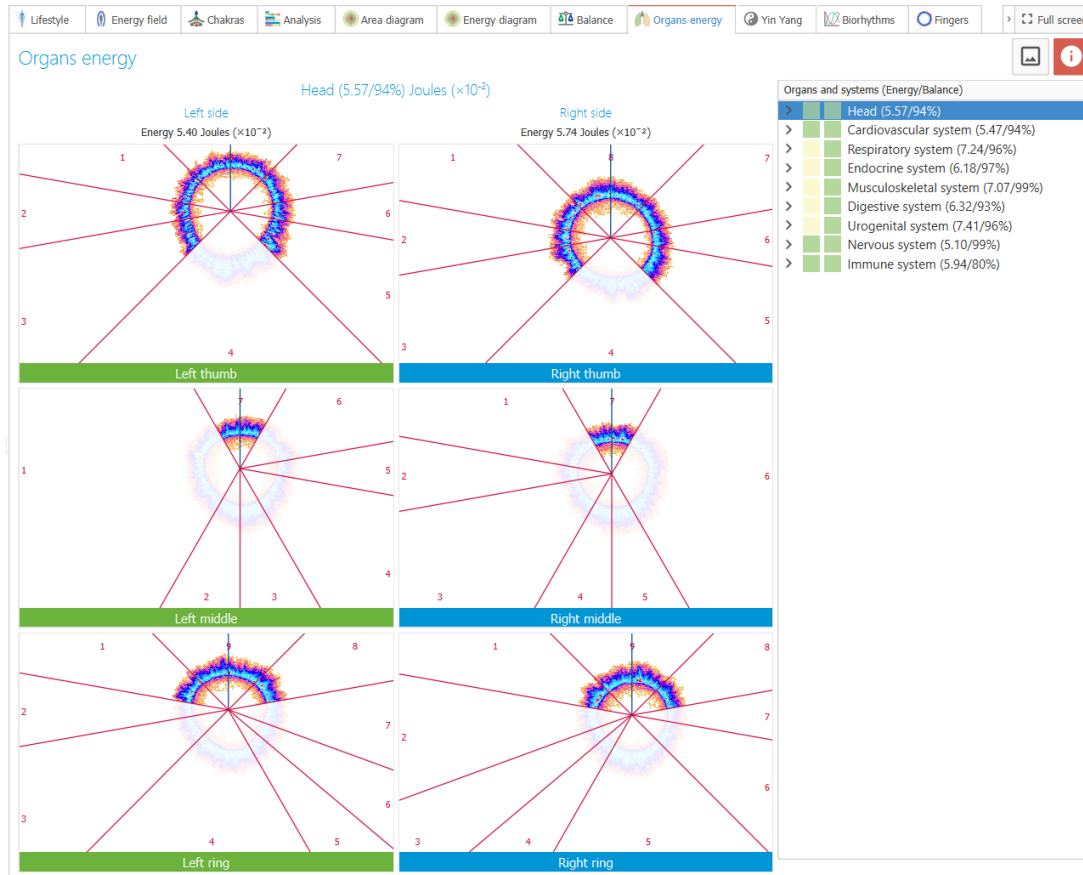 Lifestyle
Energy field
Chakras
Analysis
Area diagram
Energy diagram
Balance
Organs energy
Yin Yang
Biorhythms
Fingers
Full screen
Organs energy
Head (5.57/94%) Joules (×10⁻²)
Left side
Right side
Energy 5.40 Joules (×10⁻²)
Energy 5.74 Joules (×10⁻²)
1
7
2
6
5
3
4
Left thumb
1
8
7
2
6
5
3
4
Right thumb
7
6
1
5
4
2
3
Left middle
7
1
2
6
3
4
5
Right middle
1
9
8
2
7
6
3
4
5
Left ring
1
9
8
2
7
6
3
4
5
Right ring
Organs and systems (Energy/Balance)
Head (5.57/94%)
Cardiovascular system (5.47/94%)
Respiratory system (7.24/96%)
Endocrine system (6.18/97%)
Musculoskeletal system (7.07/99%)
Digestive system (6.32/93%)
Urogenital system (7.41/96%)
Nervous system (5.10/99%)
Immune system (5.94/80%)